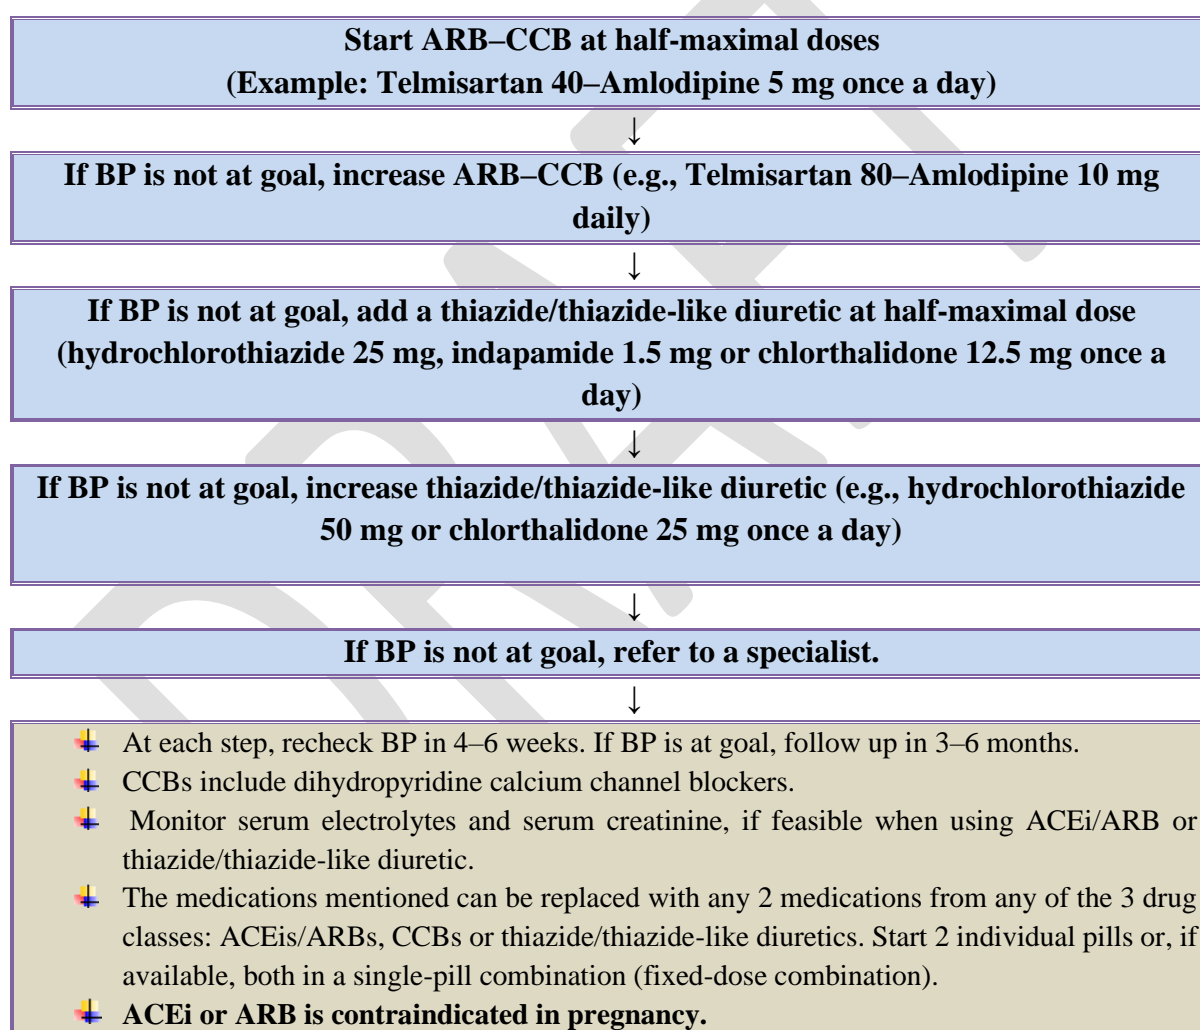 Start ARB–CCB at half-maximal doses
(Example: Telmisartan 40–Amlodipine 5 mg once a day)
↓
If BP is not at goal, increase ARB–CCB (e.g., Telmisartan 80–Amlodipine 10 mg
daily)
↓
If BP is not at goal, add a thiazide/thiazide-like diuretic at half-maximal dose
(hydrochlorothiazide 25 mg, indapamide 1.5 mg or chlorthalidone 12.5 mg once a
day)
↓
If BP is not at goal, increase thiazide/thiazide-like diuretic (e.g., hydrochlorothiazide
50 mg or chlorthalidone 25 mg once a day)
↓
If BP is not at goal, refer to a specialist.
↓
At each step, recheck BP in 4–6 weeks. If BP is at goal, follow up in 3–6 months.
CCBs include dihydropyridine calcium channel blockers.
Monitor serum electrolytes and serum creatinine, if feasible when using ACEi/ARB or
thiazide/thiazide-like diuretic.
The medications mentioned can be replaced with any 2 medications from any of the 3 drug
classes: ACEis/ARBs, CCBs or thiazide/thiazide-like diuretics. Start 2 individual pills or, if
available, both in a single-pill combination (fixed-dose combination).
ACEi or ARB is contraindicated in pregnancy.
DRAFT